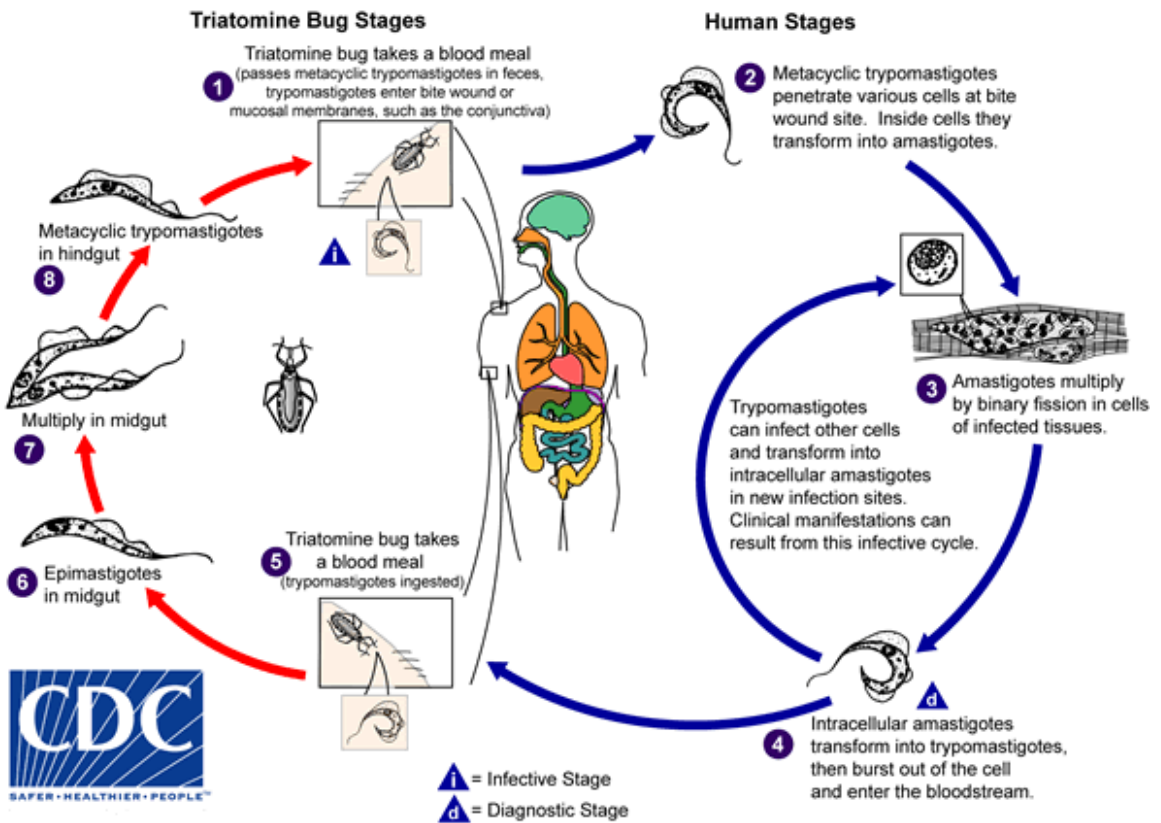 Triatomine Bug Stages
Human Stages
1
Triatomine bug takes a blood meal
(passes metacyclic trypomastigotes in feces,
trypomastigotes enter bite wound or
mucosal membranes, such as the conjunctiva)
i
2
Metacyclic trypomastigotes
penetrate various cells at bite
wound site. Inside cells they
transform into amastigotes.
3
Amastigotes multiply
by binary fission in cells
of infected tissues.
Trypomastigotes
can infect other cells
and transform into
intracellular amastigotes
in new infection sites.
Clinical manifestations can
result from this infective cycle.
d
4
Intracellular amastigotes
transform into trypomastigotes,
then burst out of the cell
and enter the bloodstream.
5
Triatomine bug takes
a blood meal
(trypomastigotes ingested)
6
Epimastigotes
in midgut
Multiply in midgut
7
Metacyclic trypomastigotes
in hindgut
8
i = Infective Stage
d = Diagnostic Stage
CDC
SAFER•HEALTHIER•PEOPLE™